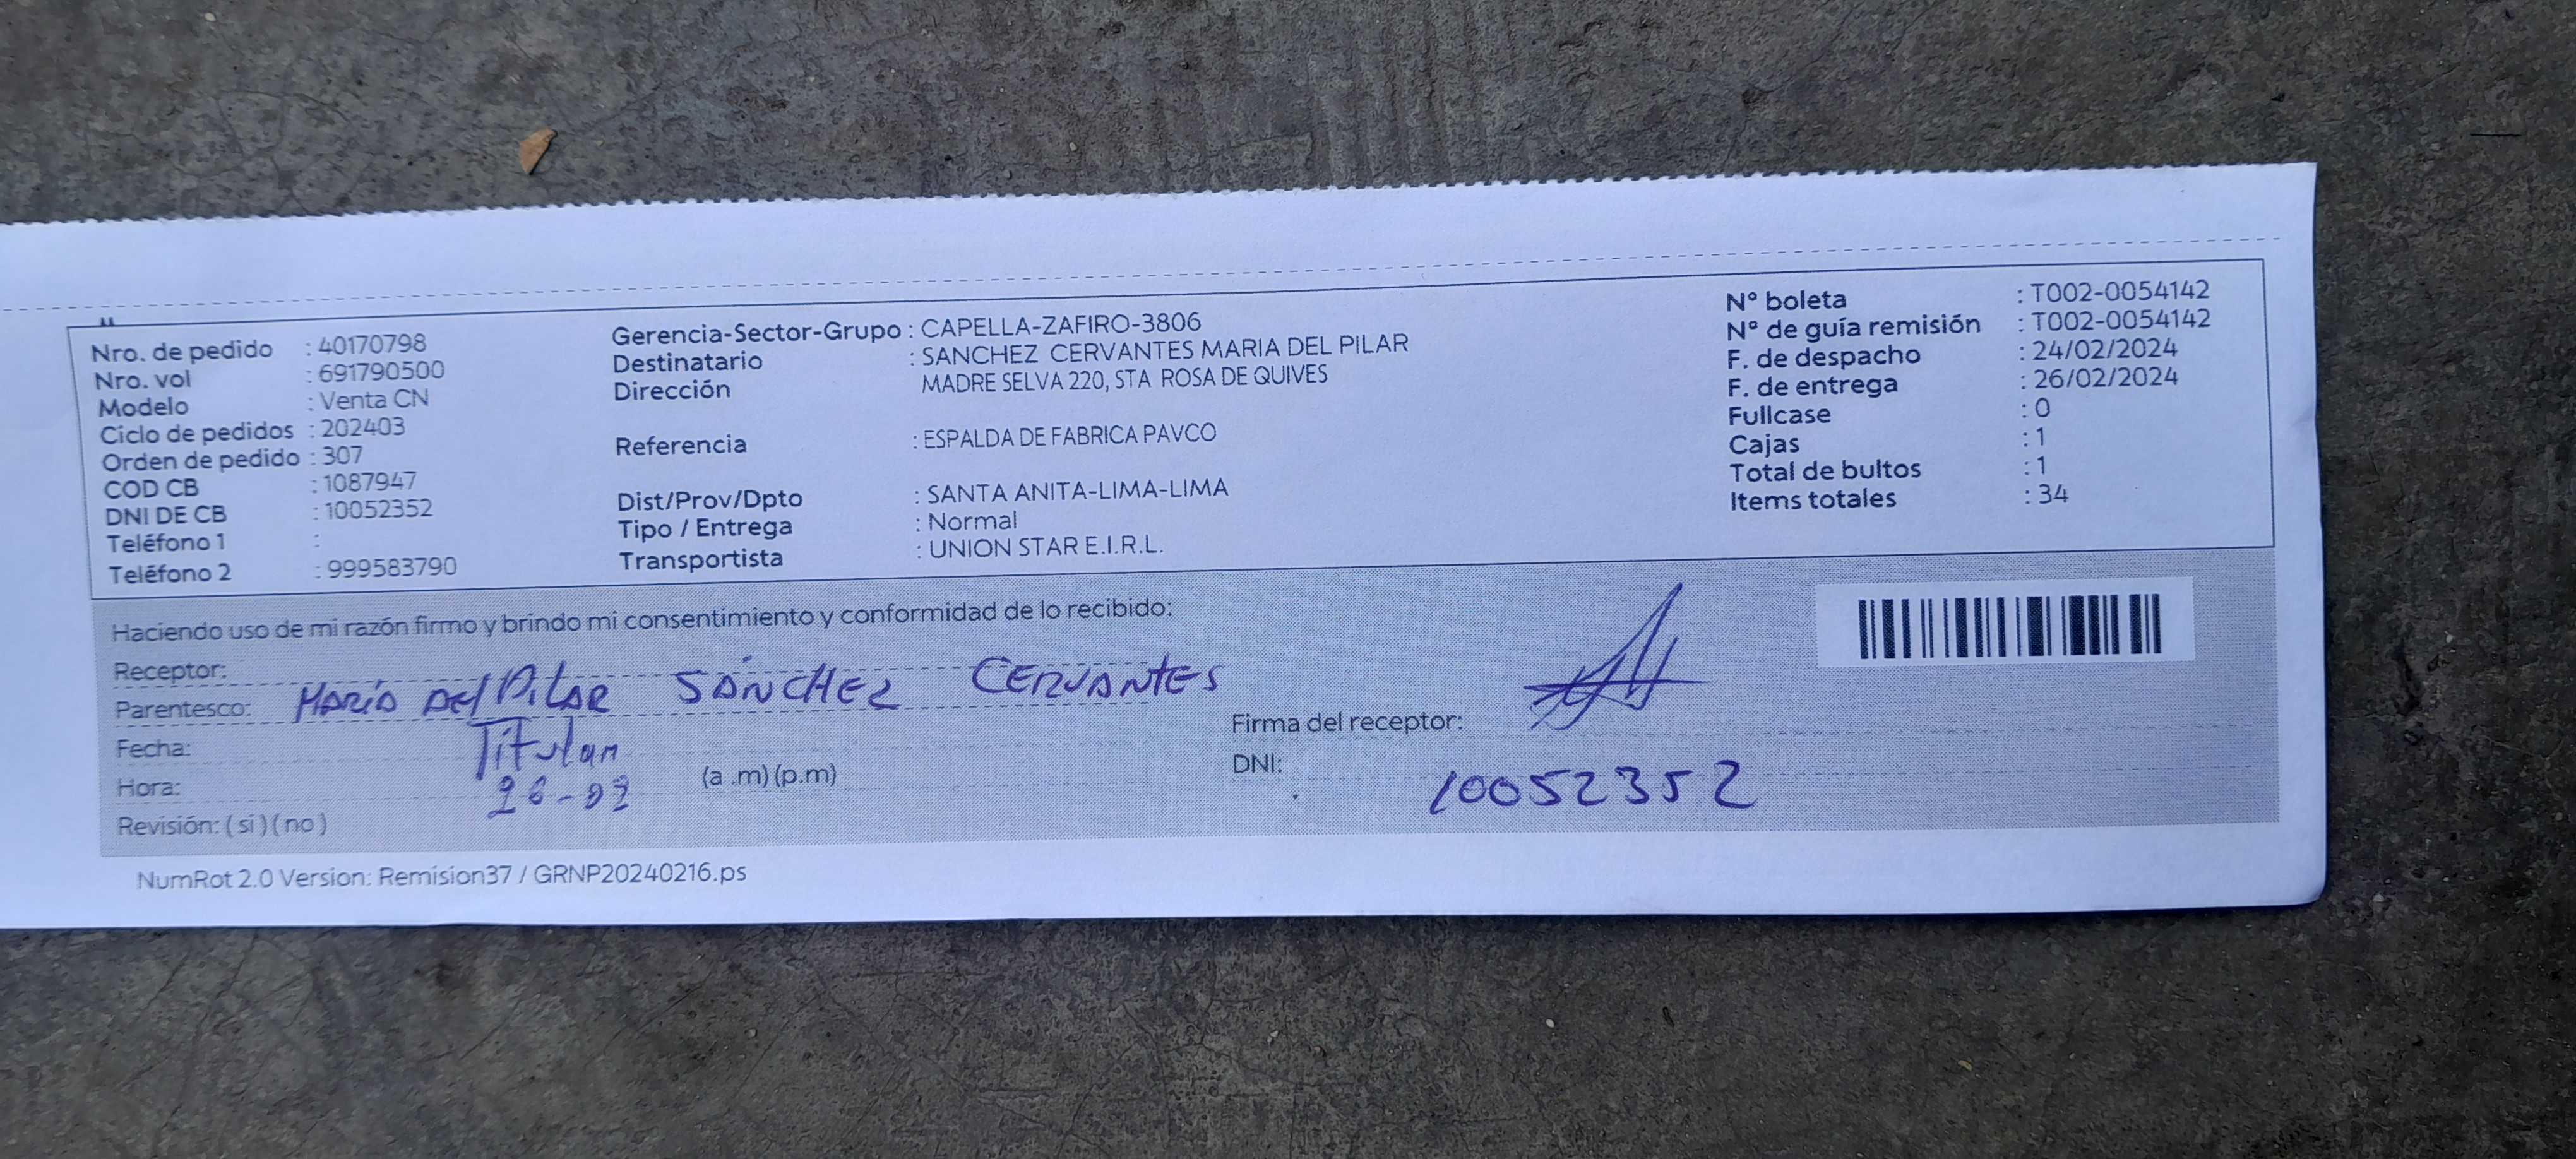 Nro. de pedido : 40170798
Nro. vol : 691790500
Modelo : Venta CN
Ciclo de pedidos : 202403
Orden de pedido : 307
COD CB : 1087947
DNI DE CB : 10052352
Teléfono 1 :
Teléfono 2 : 999583790
Gerencia-Sector-Grupo : CAPELLA-ZAFIRO-3806
Destinatario : SANCHEZ CERVANTES MARIA DEL PILAR
Dirección MADRE SELVA 220, STA ROSA DE QUIVES
Referencia : ESPALDA DE FABRICA PAVCO
Dist/Prov/Dpto : SANTA ANITA-LIMA-LIMA
Tipo / Entrega : Normal
Transportista : UNION STAR E.I.R.L.
N° boleta : T002-0054142
N° de guía remisión : T002-0054142
F. de despacho : 24/02/2024
F. de entrega : 26/02/2024
Fullcase : 0
Cajas : 1
Total de bultos : 1
Items totales : 34
Haciendo uso de mi razón firmo y brindo mi consentimiento y conformidad de lo recibido:
Receptor:
Parentesco: MARIA DEL PILAR SÁNCHEZ CERVANTES
Fecha: Titular
Hora: 26-02 (a .m) (p.m)
Revisión: ( si ) ( no )
Firma del receptor:
DNI: 10052352
NumRot 2.0 Version: Remision37 / GRNP20240216.ps